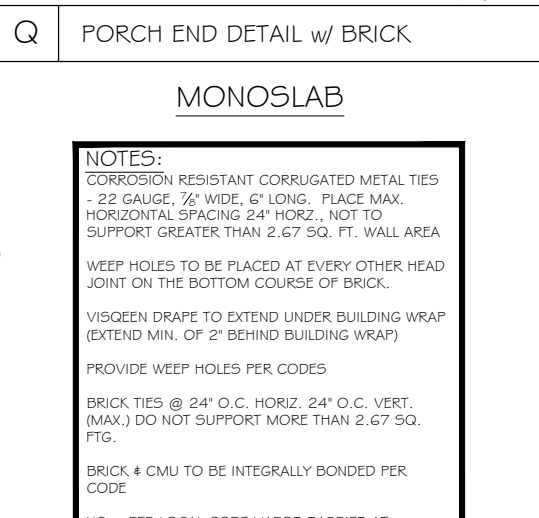 Q PORCH END DETAIL w/ BRICK
MONOSLAB
NOTES:
CORROSION RESISTANT CORRUGATED METAL TIES
- 22 GAUGE, 7/8" WIDE, 6" LONG. PLACE MAX.
HORIZONTAL SPACING 24" HORZ., NOT TO
SUPPORT GREATER THAN 2.67 SQ. FT. WALL AREA
WEEP HOLES TO BE PLACED AT EVERY OTHER HEAD
JOINT ON THE BOTTOM COURSE OF BRICK.
VISQEEN DRAPE TO EXTEND UNDER BUILDING WRAP
(EXTEND MIN. OF 2" BEHIND BUILDING WRAP)
PROVIDE WEEP HOLES PER CODES
BRICK TIES @ 24" O.C. HORIZ. 24" O.C. VERT.
(MAX.) DO NOT SUPPORT MORE THAN 2.67 SQ.
FTG.
BRICK & CMU TO BE INTEGRALLY BONDED PER
CODE